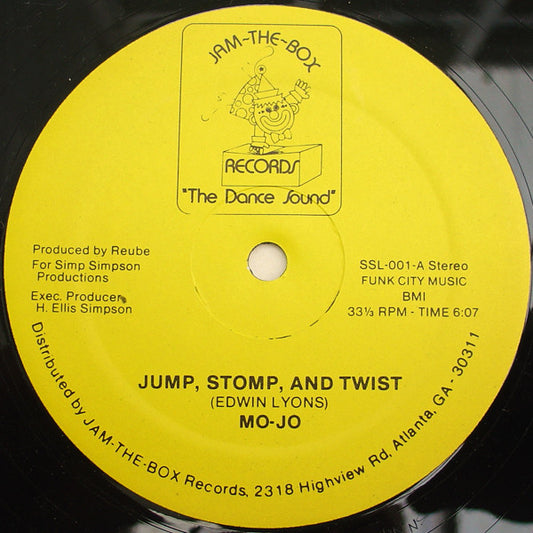 JAM-THE-BOX
RECORDS
"The Dance Sound"
Produced by Reube
For Simp Simpson
Productions
Exec. Producer
H. Ellis Simpson
SSL-001-A Stereo
FUNK CITY MUSIC
BMI
33⅓ RPM - TIME 6:07
JUMP, STOMP, AND TWIST
(EDWIN LYONS)
MO-JO
Distributed by JAM-THE-BOX Records, 2318 Highview Rd, Atlanta, GA - 30311